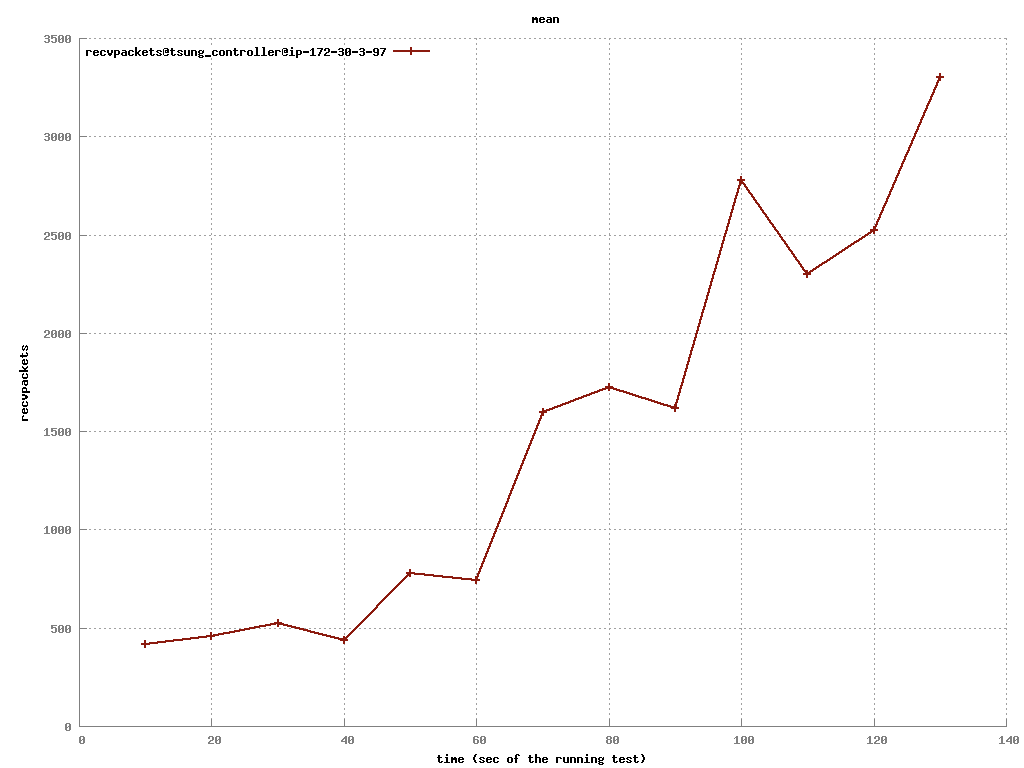 mean
3500
recvpackets@tsung_controller@ip-172-30-3-97
3000
2500
2000
recvpackets
1500
1000
500
0
0 20 40 60 80 100 120 140
time (sec of the running test)